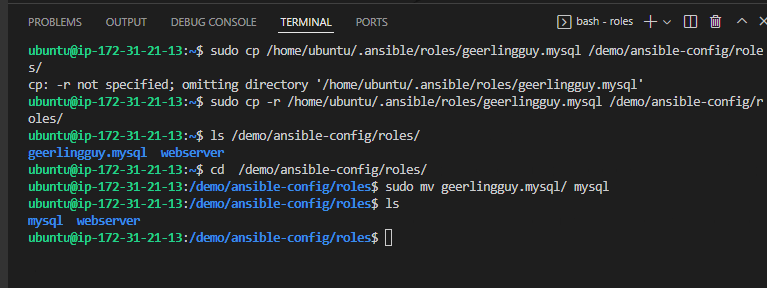 PROBLEMS OUTPUT DEBUG CONSOLE TERMINAL PORTS bash - roles
ubuntu@ip-172-31-21-13:~$ sudo cp /home/ubuntu/.ansible/roles/geerlingguy.mysql /demo/ansible-config/role
s/
cp: -r not specified; omitting directory '/home/ubuntu/.ansible/roles/geerlingguy.mysql'
ubuntu@ip-172-31-21-13:~$ sudo cp -r /home/ubuntu/.ansible/roles/geerlingguy.mysql /demo/ansible-config/r
oles/
ubuntu@ip-172-31-21-13:~$ ls /demo/ansible-config/roles/
geerlingguy.mysql  webserver
ubuntu@ip-172-31-21-13:~$ cd  /demo/ansible-config/roles/
ubuntu@ip-172-31-21-13:/demo/ansible-config/roles$ sudo mv geerlingguy.mysql/ mysql
ubuntu@ip-172-31-21-13:/demo/ansible-config/roles$ ls
mysql  webserver
ubuntu@ip-172-31-21-13:/demo/ansible-config/roles$